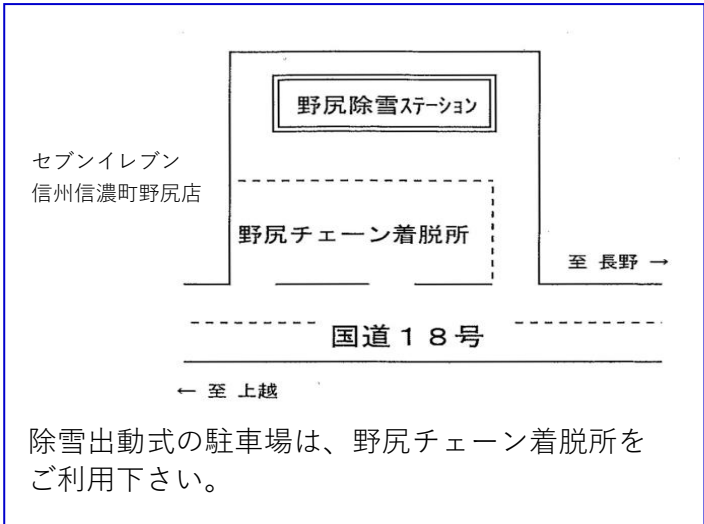 野尻除雪ステーション
セブンイレブン
信州信濃町野尻店
野尻チェーン着脱所
至 長野 →
国道18号
← 至 上越
除雪出動式の駐車場は、野尻チェーン着脱所を
ご利用下さい。